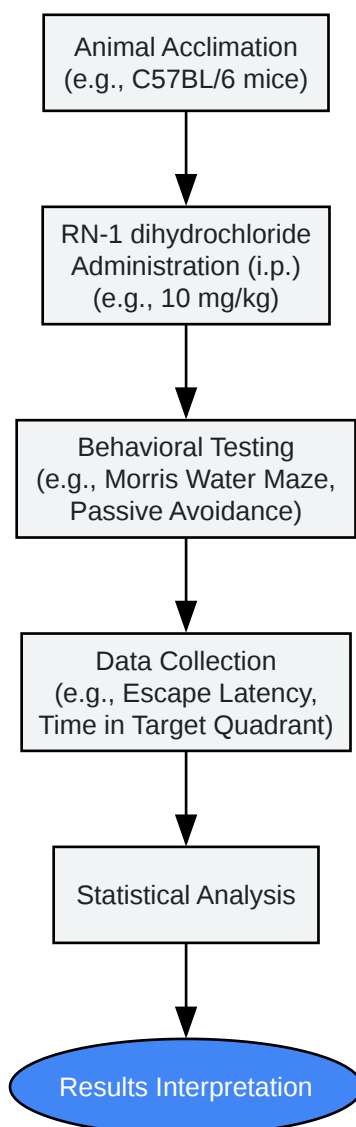 Animal Acclimation
(e.g., C57BL/6 mice)
RN-1 dihydrochloride
Administration (i.p.)
(e.g., 10 mg/kg)
Behavioral Testing
(e.g., Morris Water Maze,
Passive Avoidance)
Data Collection
(e.g., Escape Latency,
Time in Target Quadrant)
Statistical Analysis
Results Interpretation